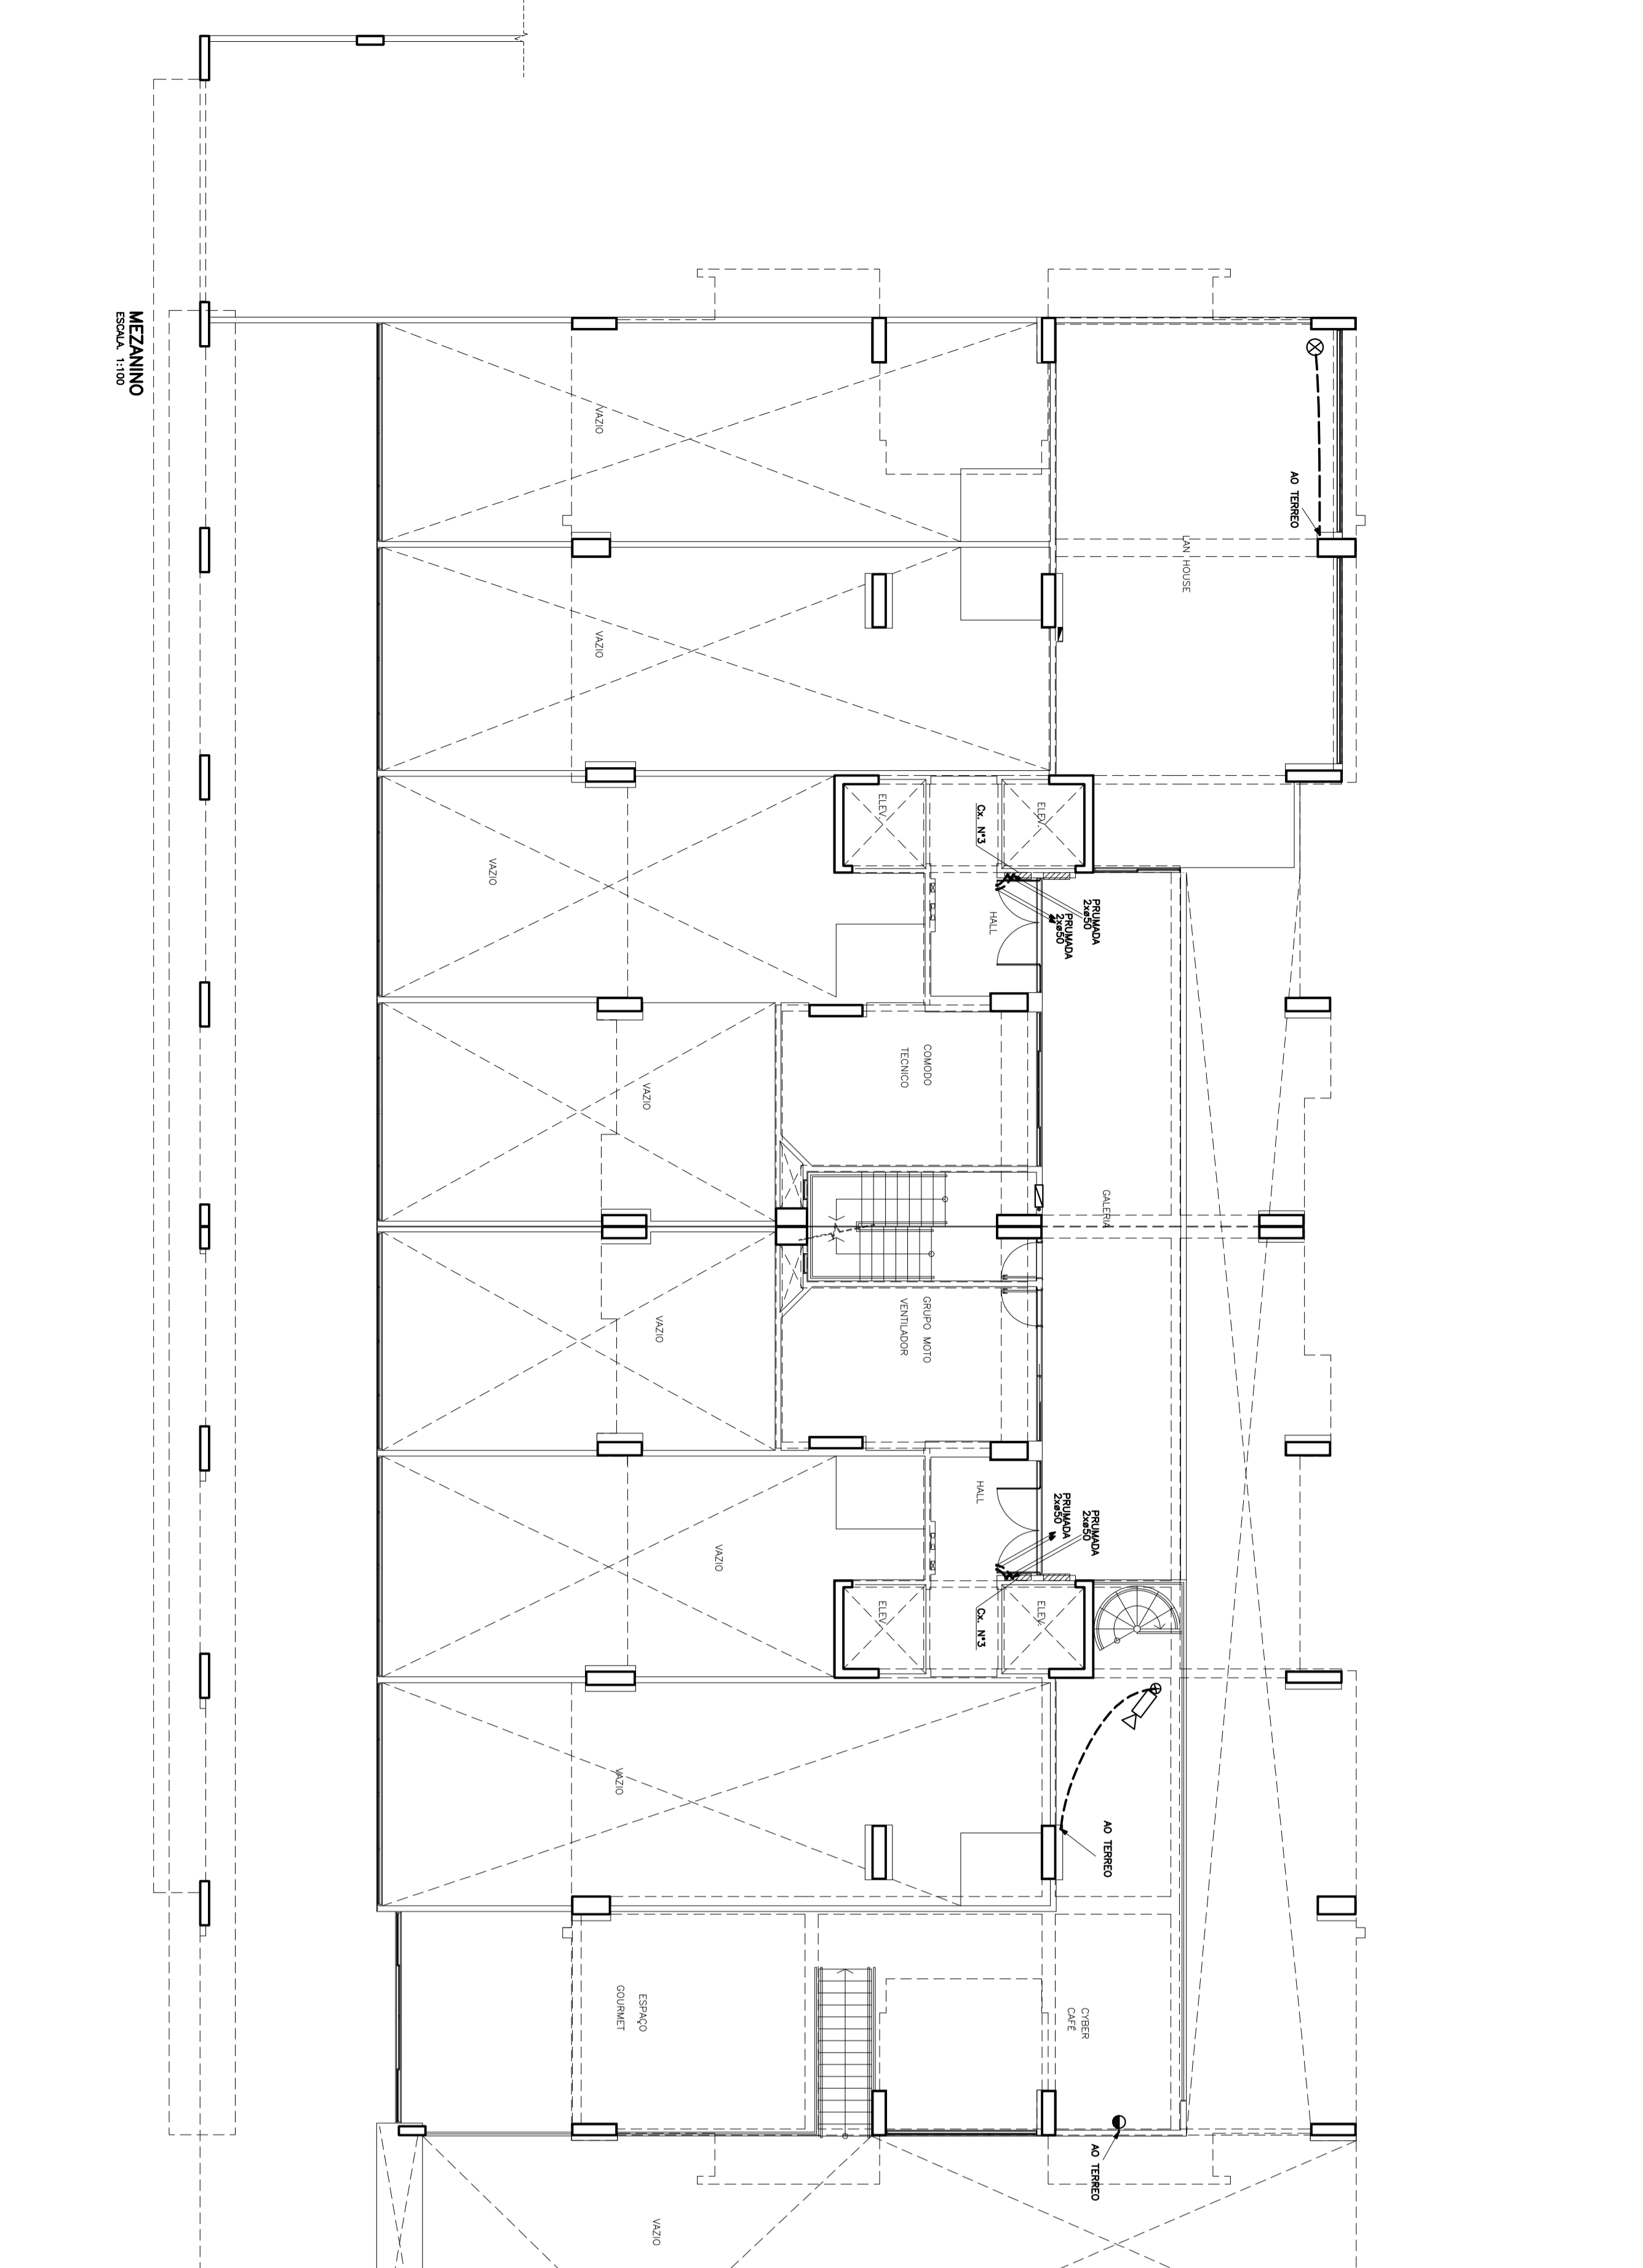 MEZANINO
ESCALA. 1:100
VAZIO
AO TERREO
LAN HOUSE
VAZIO
ELEV.
Cx. N°3
ELEV.
VAZIO
HALL
PRUMADA
2xø50
PRUMADA
2xø50
COMODO
TECNICO
VAZIO
GALERIA
GRUPO MOTO
VENTILADOR
VAZIO
HALL
PRUMADA
2xø50
PRUMADA
2xø50
VAZIO
ELEV.
Cx. N°3
ELEV.
VAZIO
AO TERREO
ESPAÇO
GOURMET
CYBER
CAFÉ
AO TERREO
VAZIO